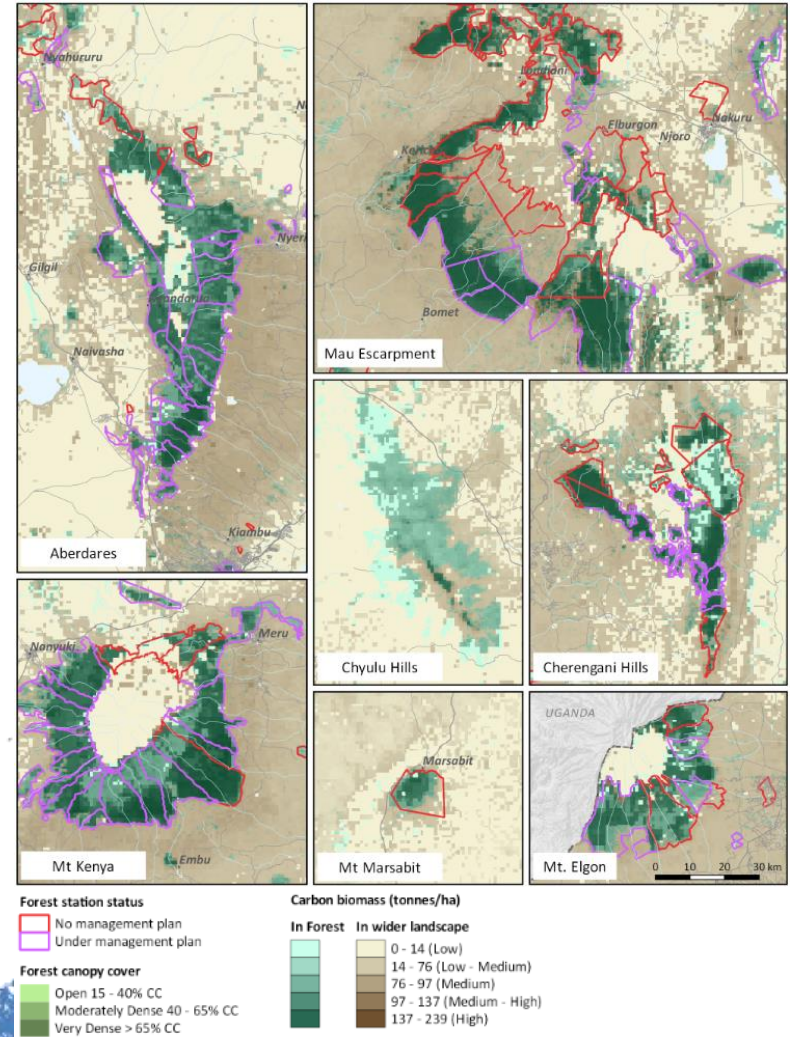 Nyahururu
Gilgil
Naivasha
Kiambu
Aberdares
Londiani
Elburgon
Njoro
Nakuru
Bomet
Mau Escarpment
Chyulu Hills
Cherengani Hills
Nanyuki
Meru
Embu
Mt Kenya
Marsabit
Mt Marsabit
UGANDA
Mt. Elgon
0 10 20 30 km
Forest station status
No management plan
Under management plan
Forest canopy cover
Open 15 - 40% CC
Moderately Dense 40 - 65% CC
Very Dense > 65% CC
Carbon biomass (tonnes/ha)
In Forest In wider landscape
0 - 14 (Low)
14 - 76 (Low - Medium)
76 - 97 (Medium)
97 - 137 (Medium - High)
137 - 239 (High)